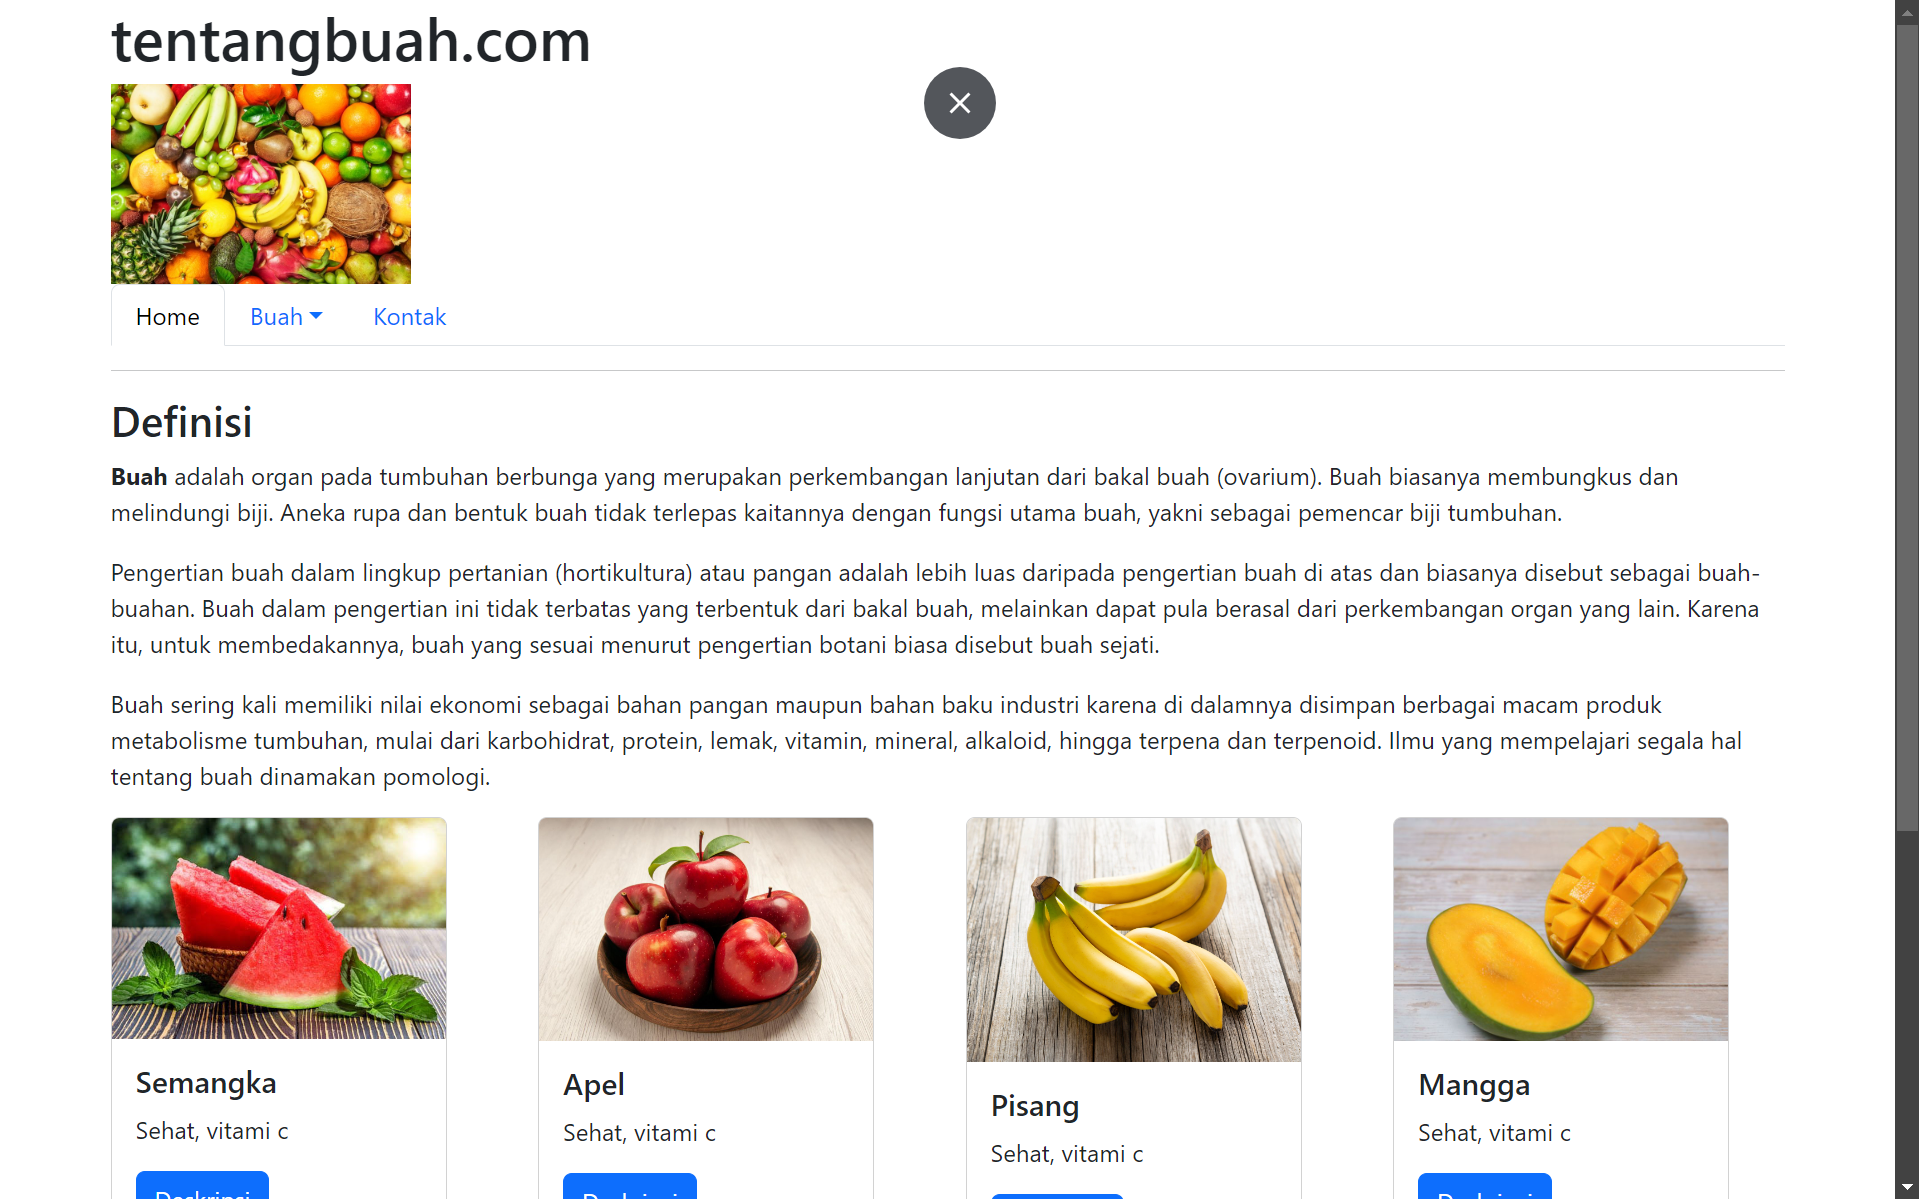 tentangbuah.com
Home Buah Kontak
Definisi
Buah adalah organ pada tumbuhan berbunga yang merupakan perkembangan lanjutan dari bakal buah (ovarium). Buah biasanya membungkus dan
melindungi biji. Aneka rupa dan bentuk buah tidak terlepas kaitannya dengan fungsi utama buah, yakni sebagai pemencar biji tumbuhan.
Pengertian buah dalam lingkup pertanian (hortikultura) atau pangan adalah lebih luas daripada pengertian buah di atas dan biasanya disebut sebagai buah-
buahan. Buah dalam pengertian ini tidak terbatas yang terbentuk dari bakal buah, melainkan dapat pula berasal dari perkembangan organ yang lain. Karena
itu, untuk membedakannya, buah yang sesuai menurut pengertian botani biasa disebut buah sejati.
Buah sering kali memiliki nilai ekonomi sebagai bahan pangan maupun bahan baku industri karena di dalamnya disimpan berbagai macam produk
metabolisme tumbuhan, mulai dari karbohidrat, protein, lemak, vitamin, mineral, alkaloid, hingga terpena dan terpenoid. Ilmu yang mempelajari segala hal
tentang buah dinamakan pomologi.
Semangka
Sehat, vitami c
Deskripsi
Apel
Sehat, vitami c
Pisang
Sehat, vitami c
Mangga
Sehat, vitami c